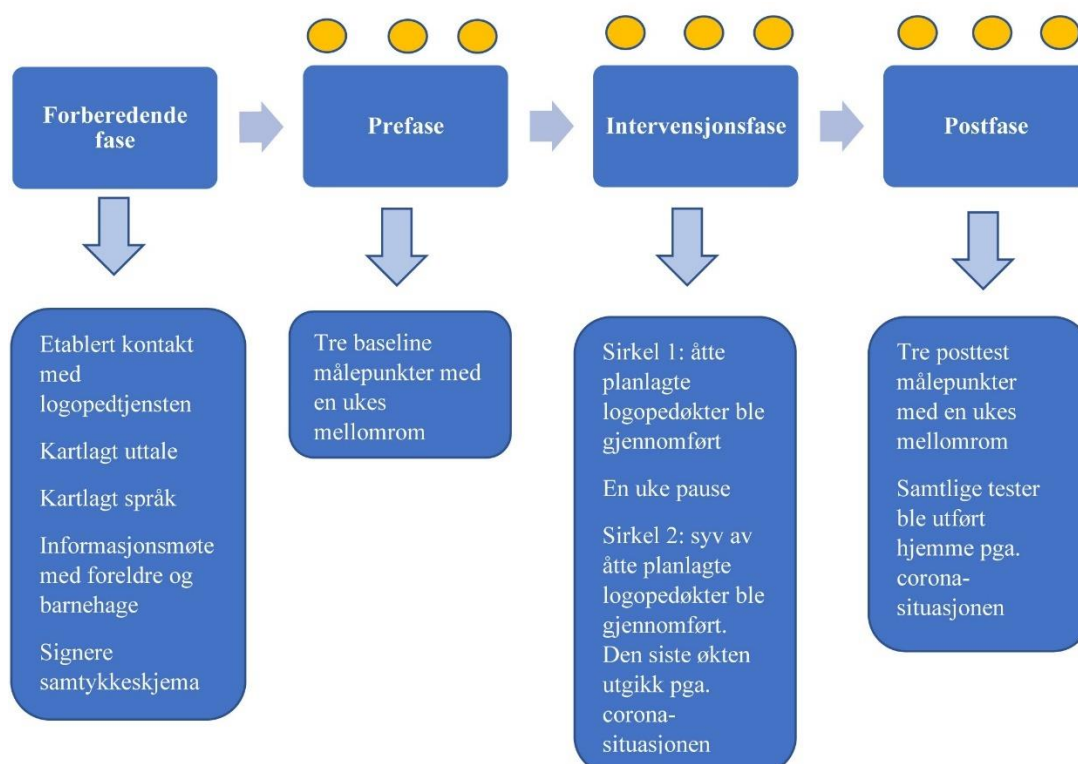 Forberedende
fase
Prefase
Intervensjonsfase
Postfase
Etablert kontakt
med
logopedtjensten
Kartlagt uttale
Kartlagt språk
Informasjonsmøte
med foreldre og
barnehage
Signere
samtykkeskjema
Tre baseline
målepunkter med
en ukes
mellomrom
Sirkel 1: åtte
planlagte
logopedøkter ble
gjennomført
En uke pause
Sirkel 2: syv av
åtte planlagte
logopedøkter ble
gjennomført.
Den siste økten
utgikk pga.
corona-
situasjonen
Tre posttest
målepunkter
med en ukes
mellomrom
Samtlige tester
ble utført
hjemme pga.
corona-
situasjonen